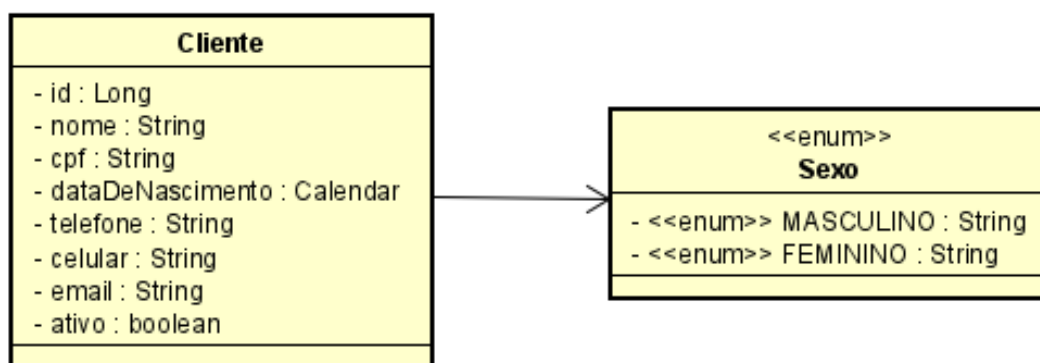 Cliente
- id : Long
- nome : String
- cpf : String
- dataDeNascimento : Calendar
- telefone : String
- celular : String
- email : String
- ativo : boolean
<<enum>>
Sexo
- <<enum>> MASCULINO : String
- <<enum>> FEMININO : String